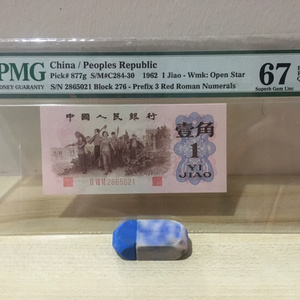 PMG
MONEY GUARANTY
China / Peoples Republic
Pick# 877g S/M#C284-30 1962 1 Jiao - Wmk: Open Star
S/N 2865021 Block 276 - Prefix 3 Red Roman Numerals
67
Superb Gem Unc
中国人民银行
壹角
1
YI
JIAO
2865021